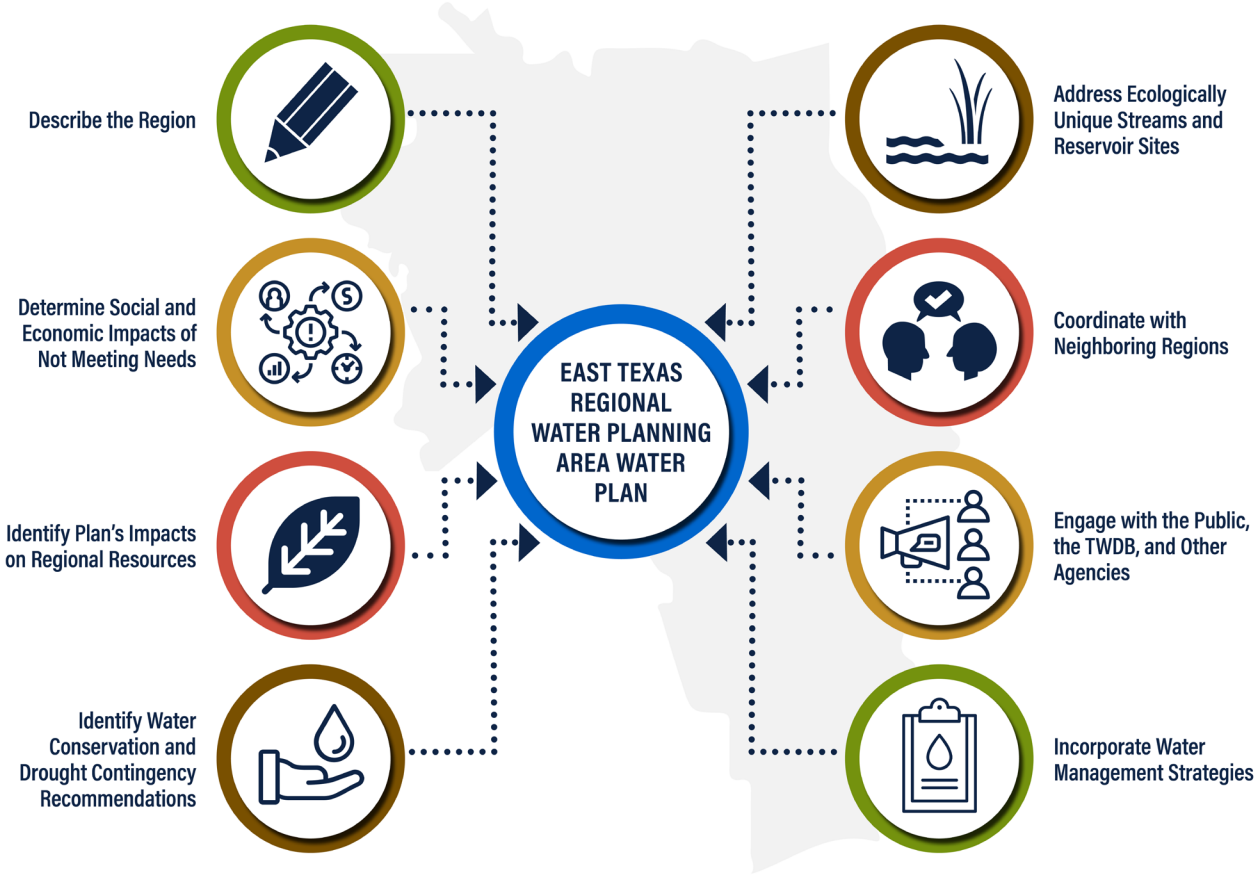 Describe the Region
Determine Social and
Economic Impacts of
Not Meeting Needs
Identify Plan's Impacts
on Regional Resources
Identify Water
Conservation and
Drought Contingency
Recommendations
EAST TEXAS
REGIONAL
WATER PLANNING
AREA WATER
PLAN
Address Ecologically
Unique Streams and
Reservoir Sites
Coordinate with
Neighboring Regions
Engage with the Public,
the TWDB, and Other
Agencies
Incorporate Water
Management Strategies